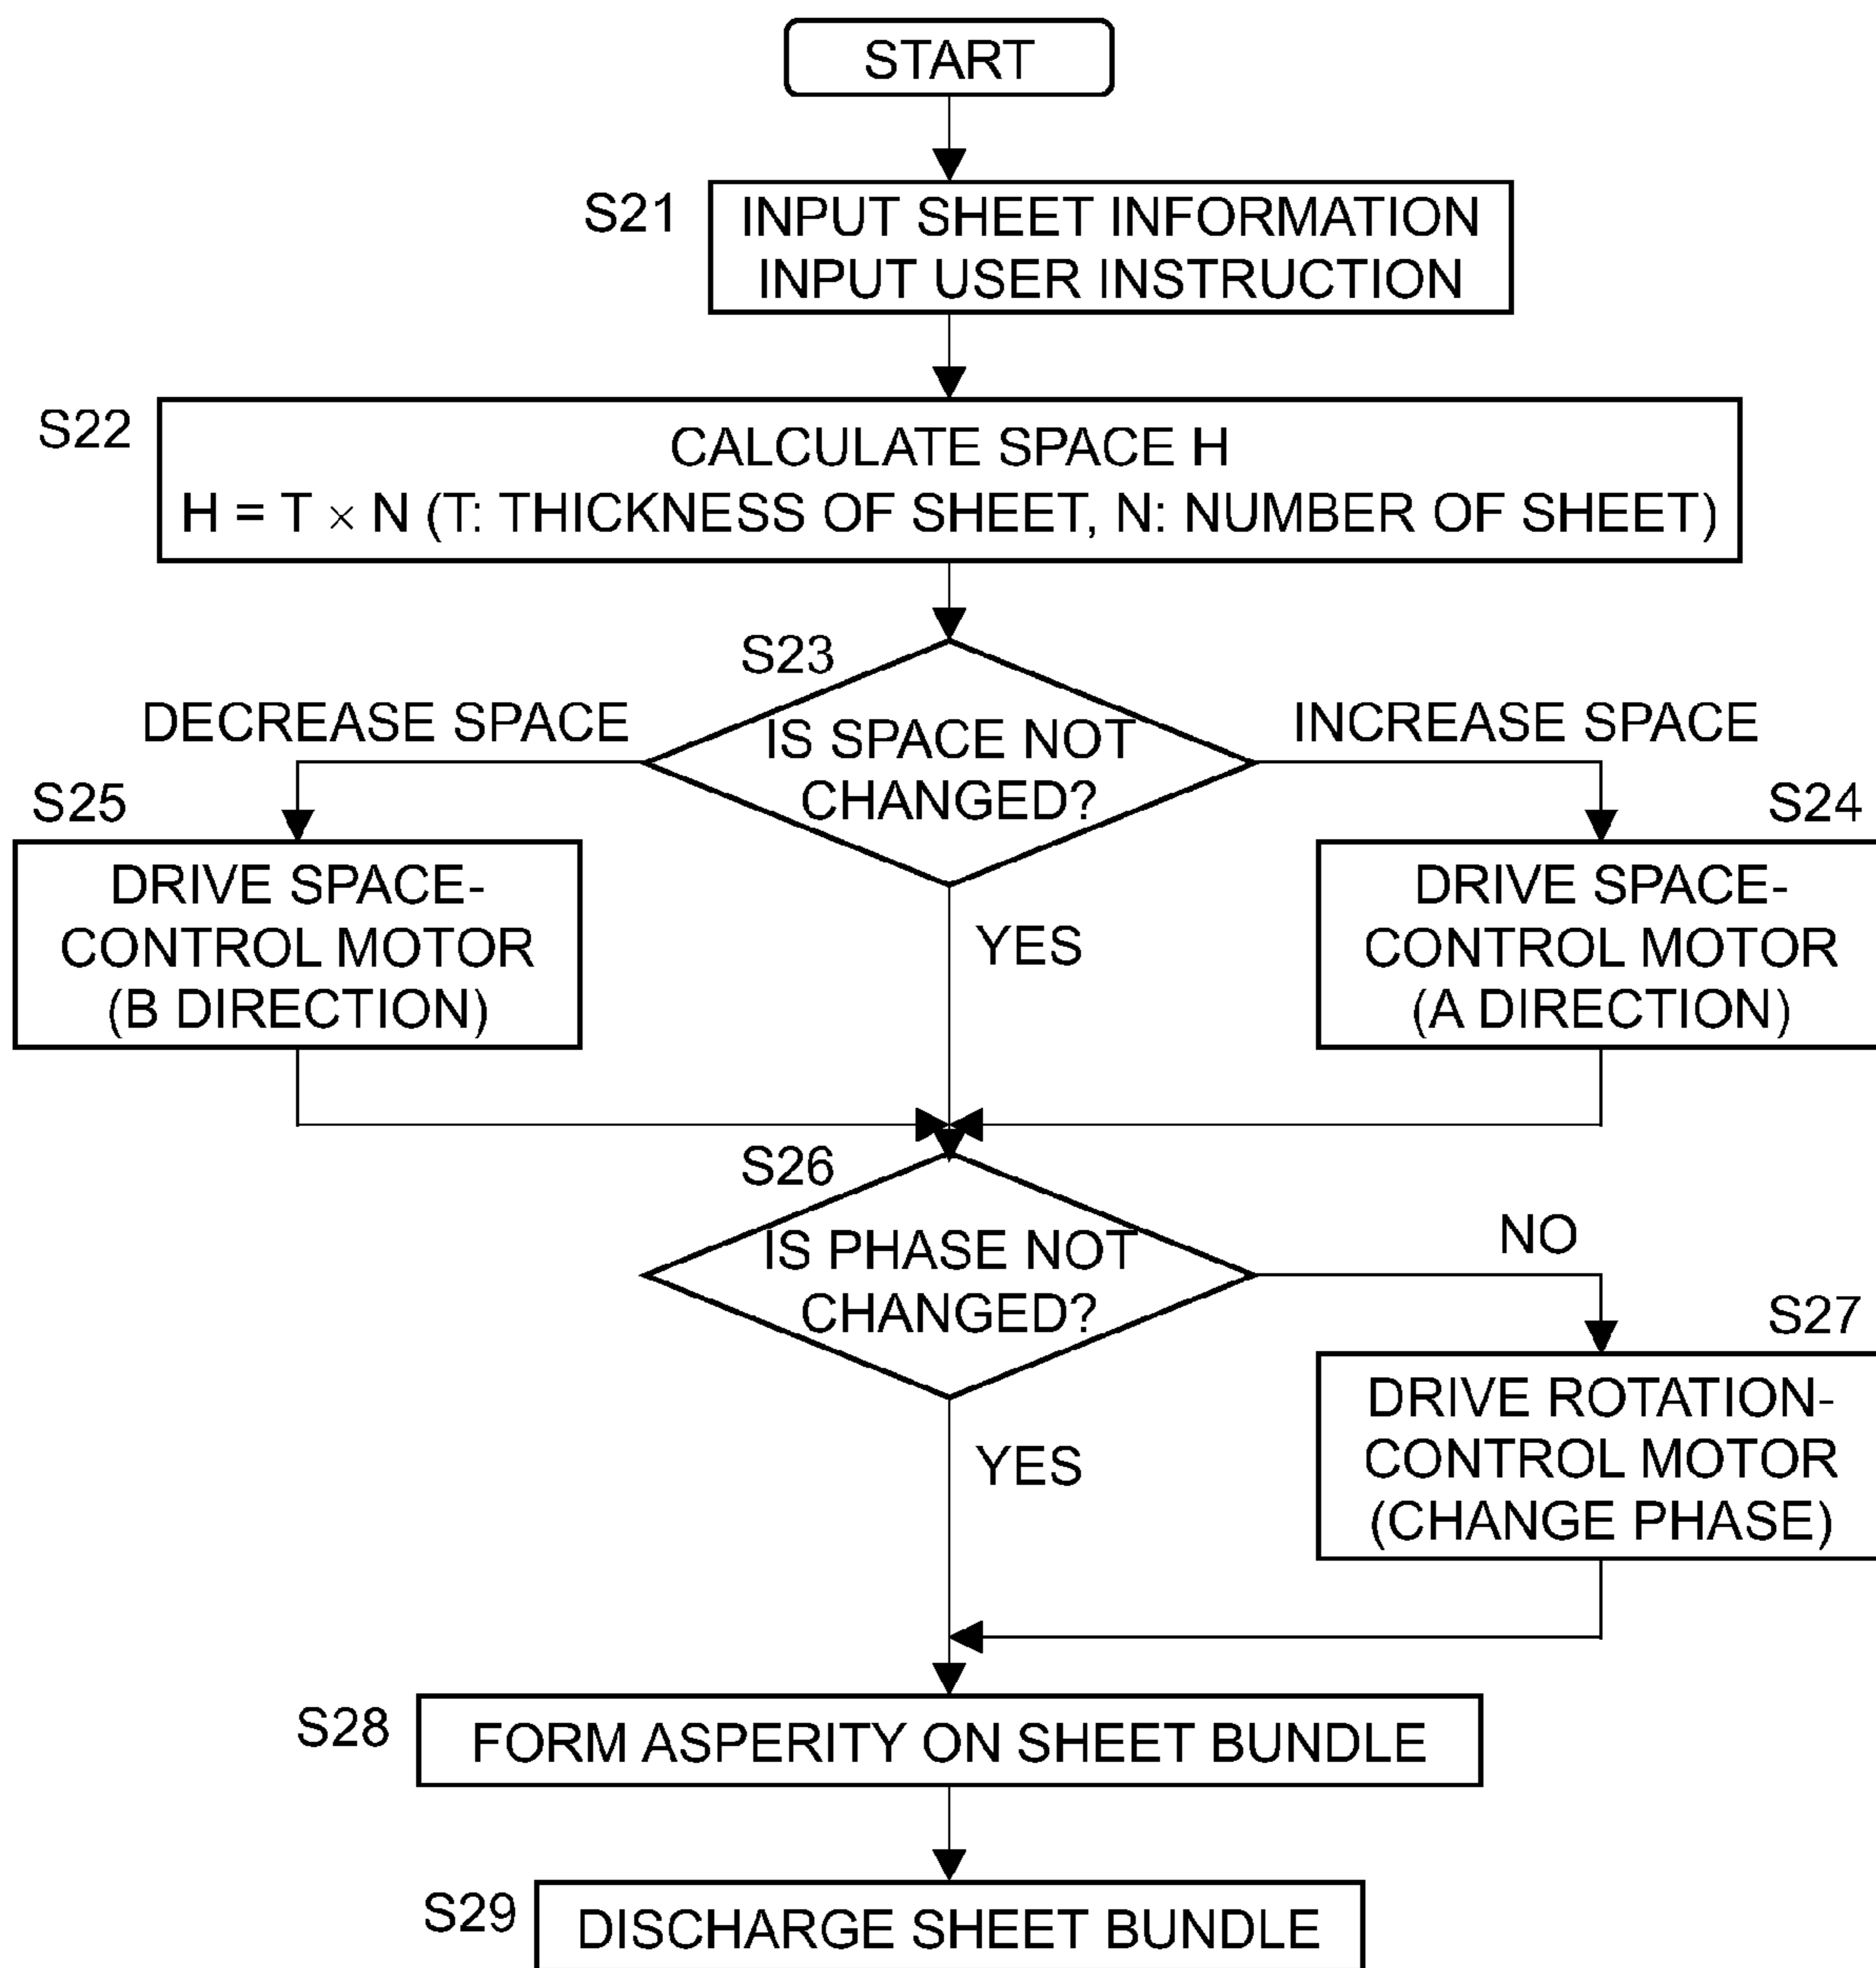 START
S21
INPUT SHEET INFORMATION
INPUT USER INSTRUCTION
S22
CALCULATE SPACE H
H = T × N (T: THICKNESS OF SHEET, N: NUMBER OF SHEET)
S23
DECREASE SPACE
IS SPACE NOT
CHANGED?
INCREASE SPACE
S25
DRIVE SPACE-
CONTROL MOTOR
(B DIRECTION)
YES
S24
DRIVE SPACE-
CONTROL MOTOR
(A DIRECTION)
S26
IS PHASE NOT
CHANGED?
NO
S27
DRIVE ROTATION-
CONTROL MOTOR
(CHANGE PHASE)
YES
S28
FORM ASPERITY ON SHEET BUNDLE
S29
DISCHARGE SHEET BUNDLE